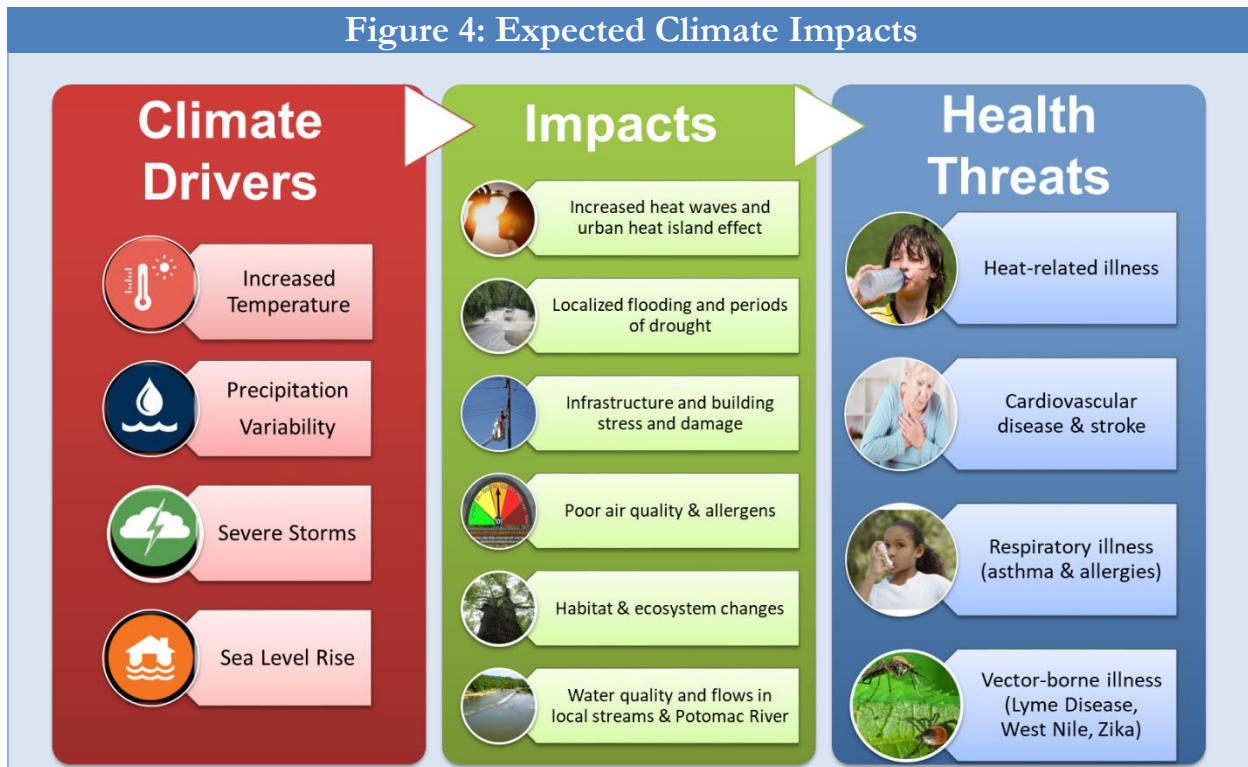 Figure 4: Expected Climate Impacts
Climate
Drivers
Increased
Temperature
Precipitation
Variability
Severe Storms
Sea Level Rise
Impacts
Increased heat waves and
urban heat island effect
Localized flooding and periods
of drought
Infrastructure and building
stress and damage
Poor air quality & allergens
Habitat & ecosystem changes
Water quality and flows in
local streams & Potomac River
Health
Threats
Heat-related illness
Cardiovascular
disease & stroke
Respiratory illness
(asthma & allergies)
Vector-borne illness
(Lyme Disease,
West Nile, Zika)